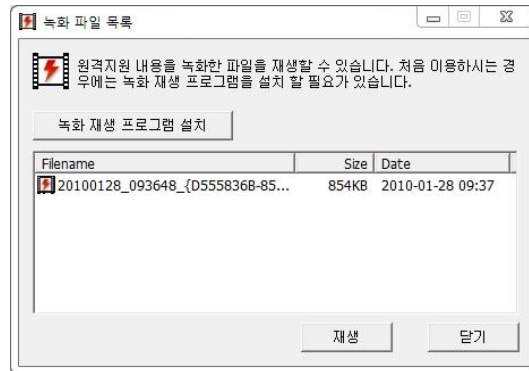 녹화 파일 목록
원격지원 내용을 녹화한 파일을 재생할 수 있습니다. 처음 이용하시는 경
우에는 녹화 재생 프로그램을 설치 할 필요가 있습니다.
녹화 재생 프로그램 설치
Filename Size Date
20100128_093648_{D555836B-85... 854KB 2010-01-28 09:37
재생 닫기